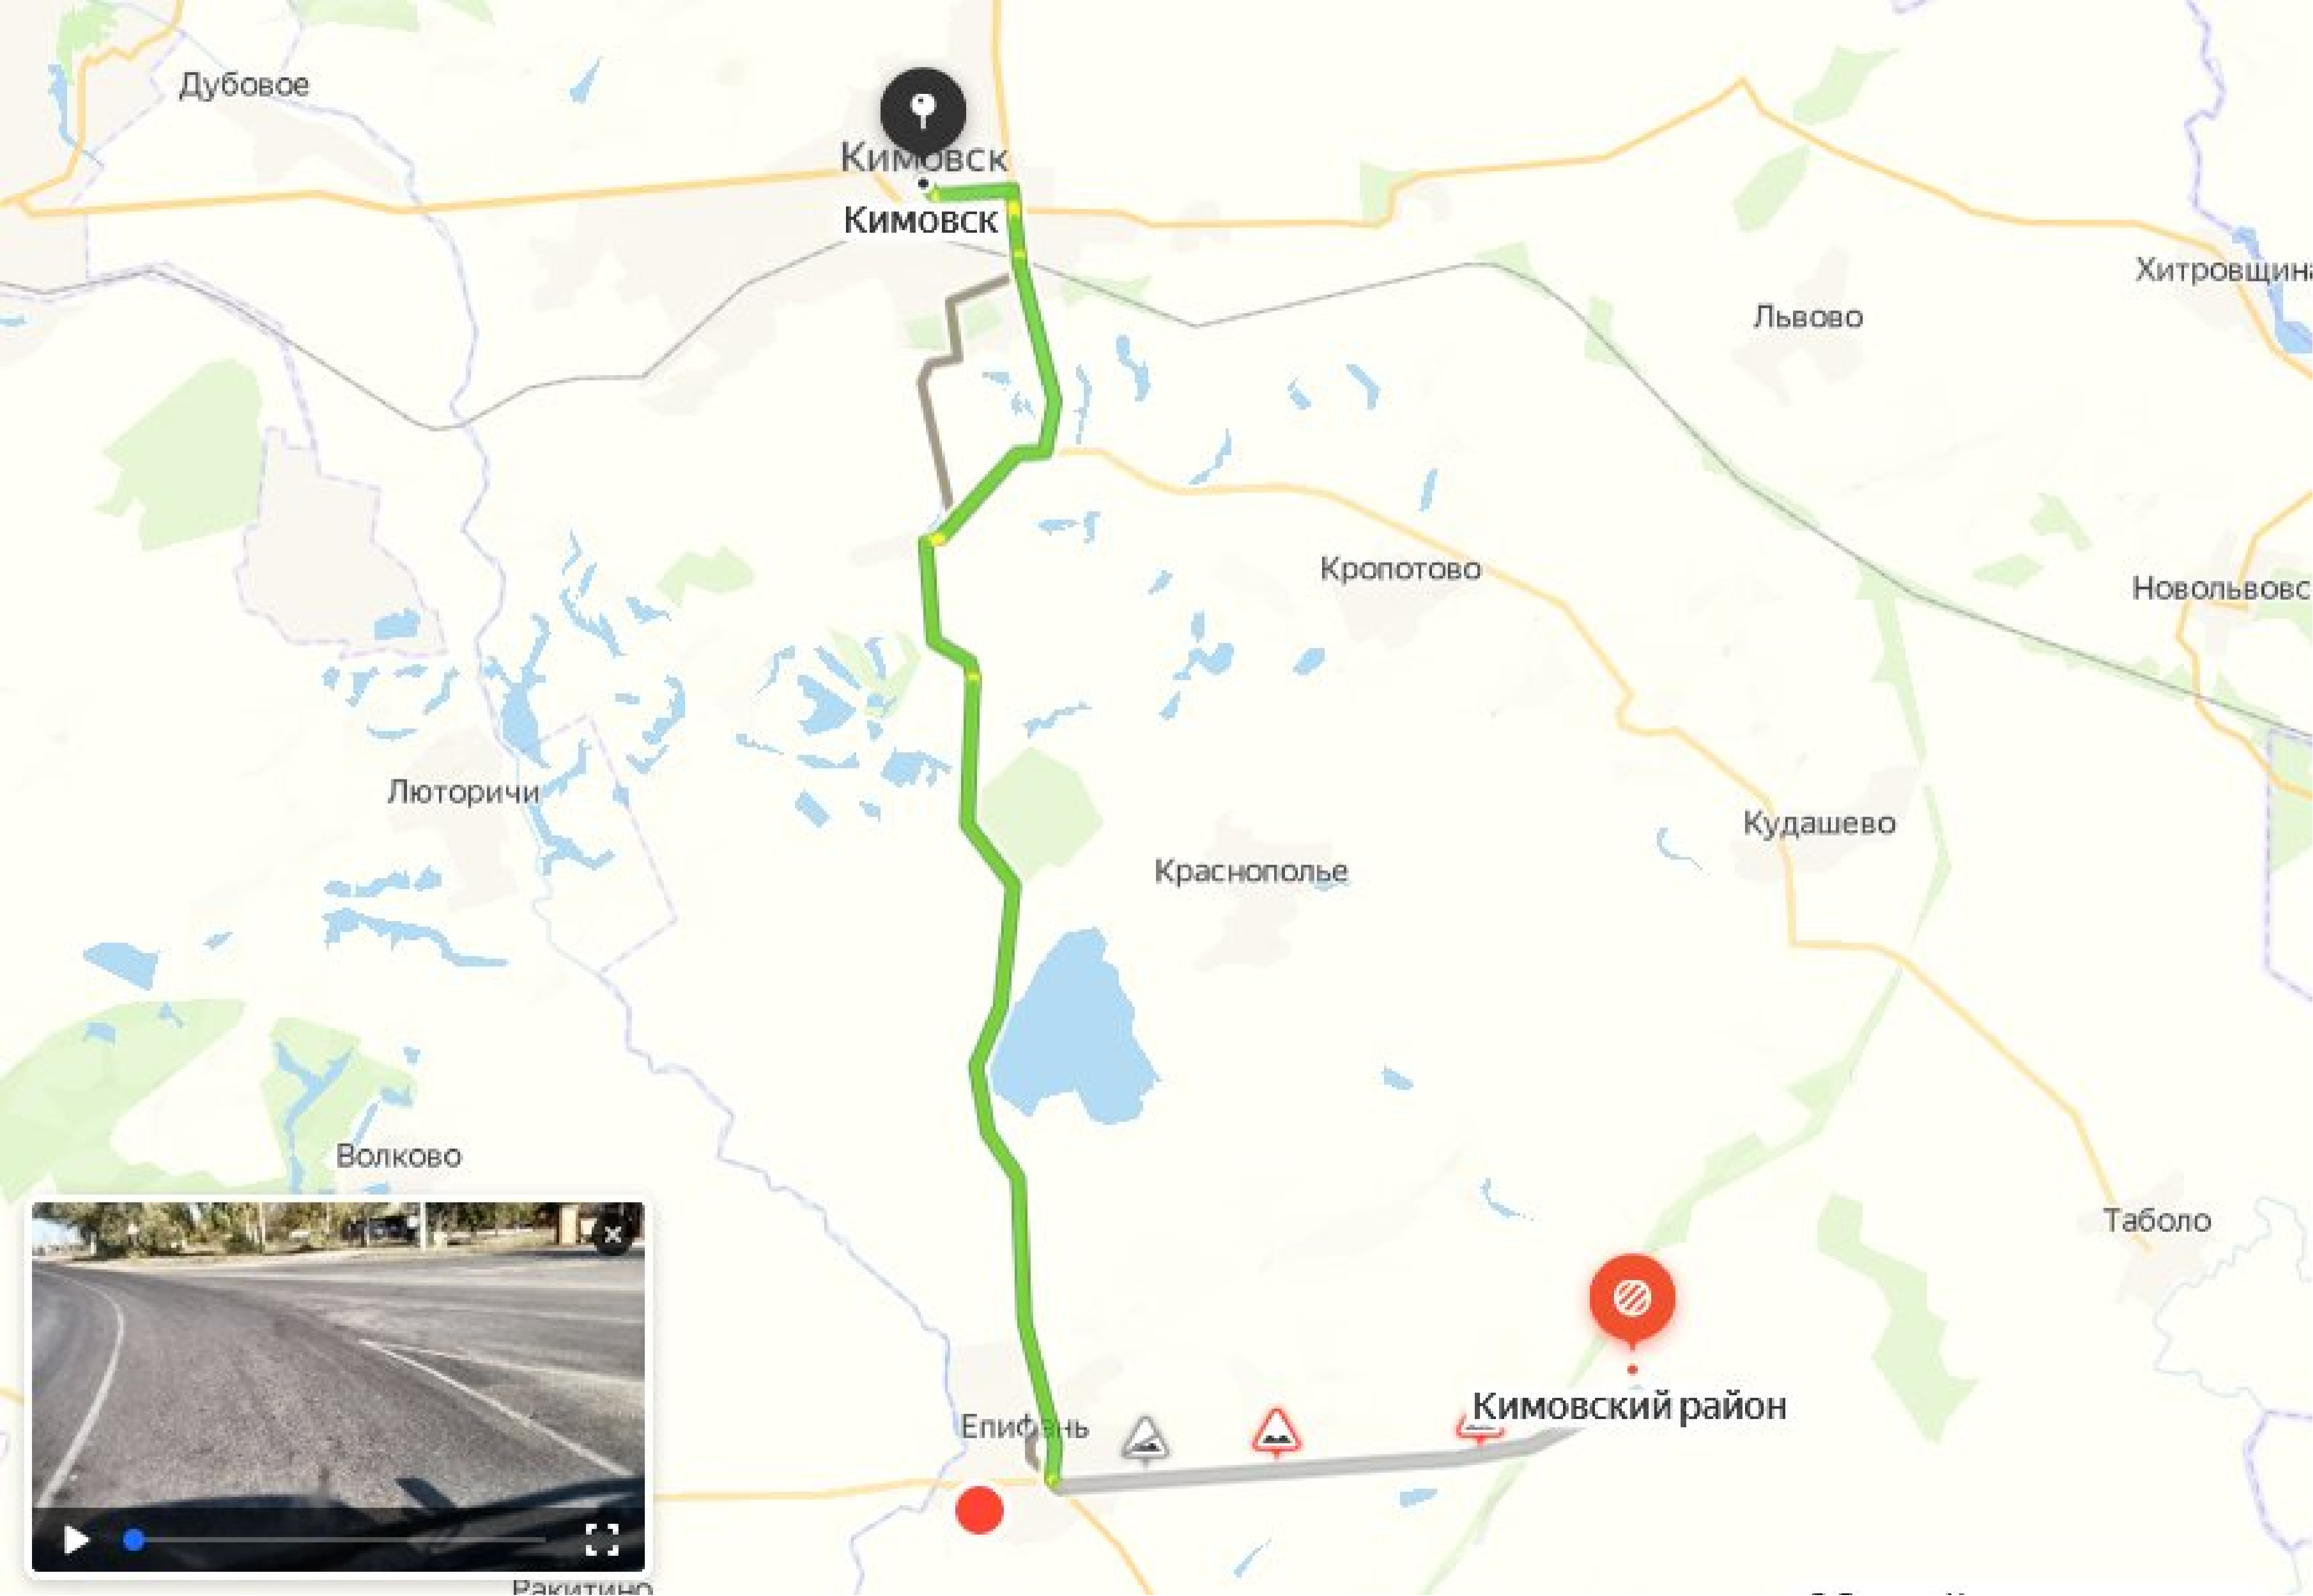 Дубовое
Кимовск
Кимовск
Хитровщина
Львово
Кропотово
Новольвовс
Люторичи
Кудашево
Краснополье
Волково
Таболо
Кимовский район
Епифань
Ракитино